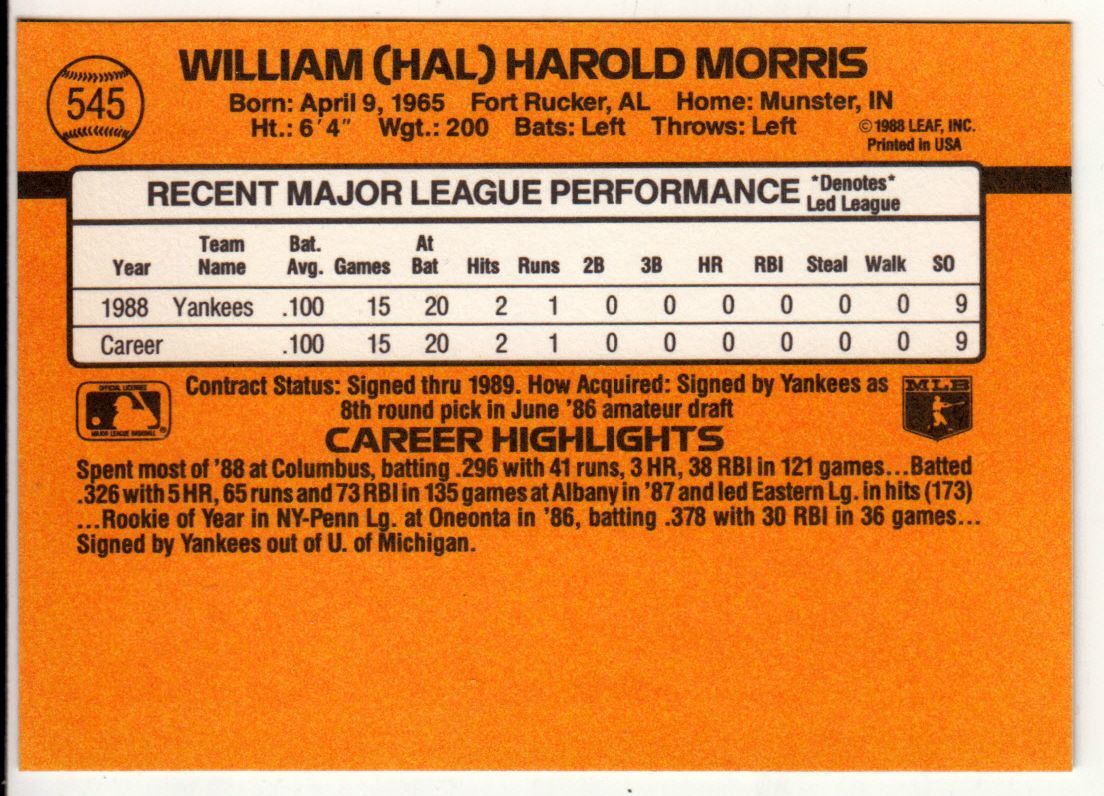 545
WILLIAM (HAL) HAROLD MORRIS
Born: April 9, 1965 Fort Rucker, AL Home: Munster, IN
Ht.: 6'4" Wgt.: 200 Bats: Left Throws: Left
©1988 LEAF, INC.
Printed in USA
RECENT MAJOR LEAGUE PERFORMANCE *Denotes*
Led League
Year Team Name Bat. Avg. Games At Bat Hits Runs 2B 3B HR RBI Steal Walk SO
1988 Yankees .100 15 20 2 1 0 0 0 0 0 0 9
Career .100 15 20 2 1 0 0 0 0 0 0 9
OFFICIAL LICENSEE
MAJOR LEAGUE BASEBALL
Contract Status: Signed thru 1989. How Acquired: Signed by Yankees as
8th round pick in June '86 amateur draft
MLB
CAREER HIGHLIGHTS
Spent most of '88 at Columbus, batting .296 with 41 runs, 3 HR, 38 RBI in 121 games...Batted
.326 with 5 HR, 65 runs and 73 RBI in 135 games at Albany in '87 and led Eastern Lg. in hits (173)
...Rookie of Year in NY-Penn Lg. at Oneonta in '86, batting .378 with 30 RBI in 36 games...
Signed by Yankees out of U. of Michigan.